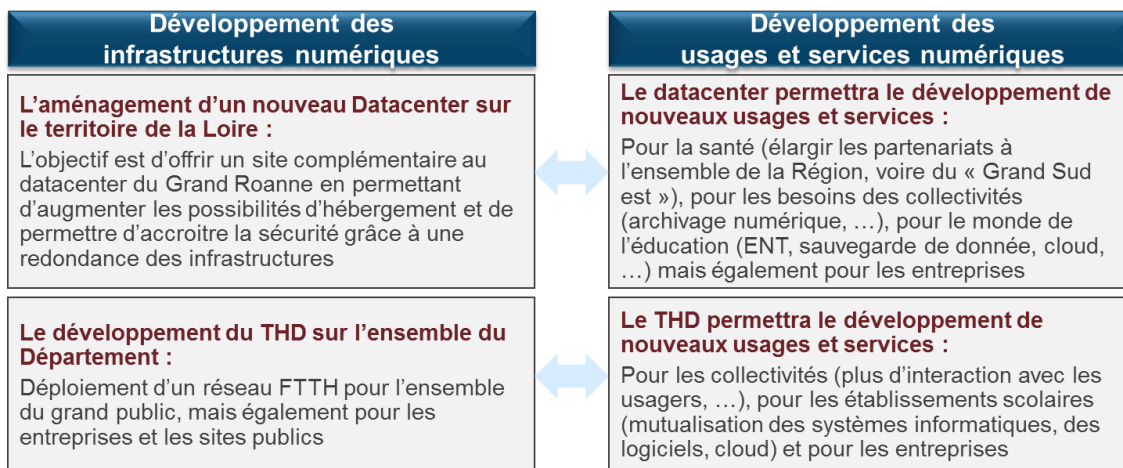 Développement des
infrastructures numériques
Développement des
usages et services numériques
L’aménagement d’un nouveau Datacenter sur
le territoire de la Loire :
L’objectif est d’offrir un site complémentaire au
datacenter du Grand Roanne en permettant
d’augmenter les possibilités d’hébergement et de
permettre d’accroitre la sécurité grâce à une
redondance des infrastructures
Le datacenter permettra le développement de
nouveaux usages et services :
Pour la santé (élargir les partenariats à
l’ensemble de la Région, voire du « Grand Sud
est »), pour les besoins des collectivités
(archivage numérique, …), pour le monde de
l’éducation (ENT, sauvegarde de donnée, cloud,
…) mais également pour les entreprises
Le développement du THD sur l’ensemble du
Département :
Déploiement d’un réseau FTTH pour l’ensemble
du grand public, mais également pour les
entreprises et les sites publics
Le THD permettra le développement de
nouveaux usages et services :
Pour les collectivités (plus d’interaction avec les
usagers, …), pour les établissements scolaires
(mutualisation des systèmes informatiques, des
logiciels, cloud) et pour les entreprises